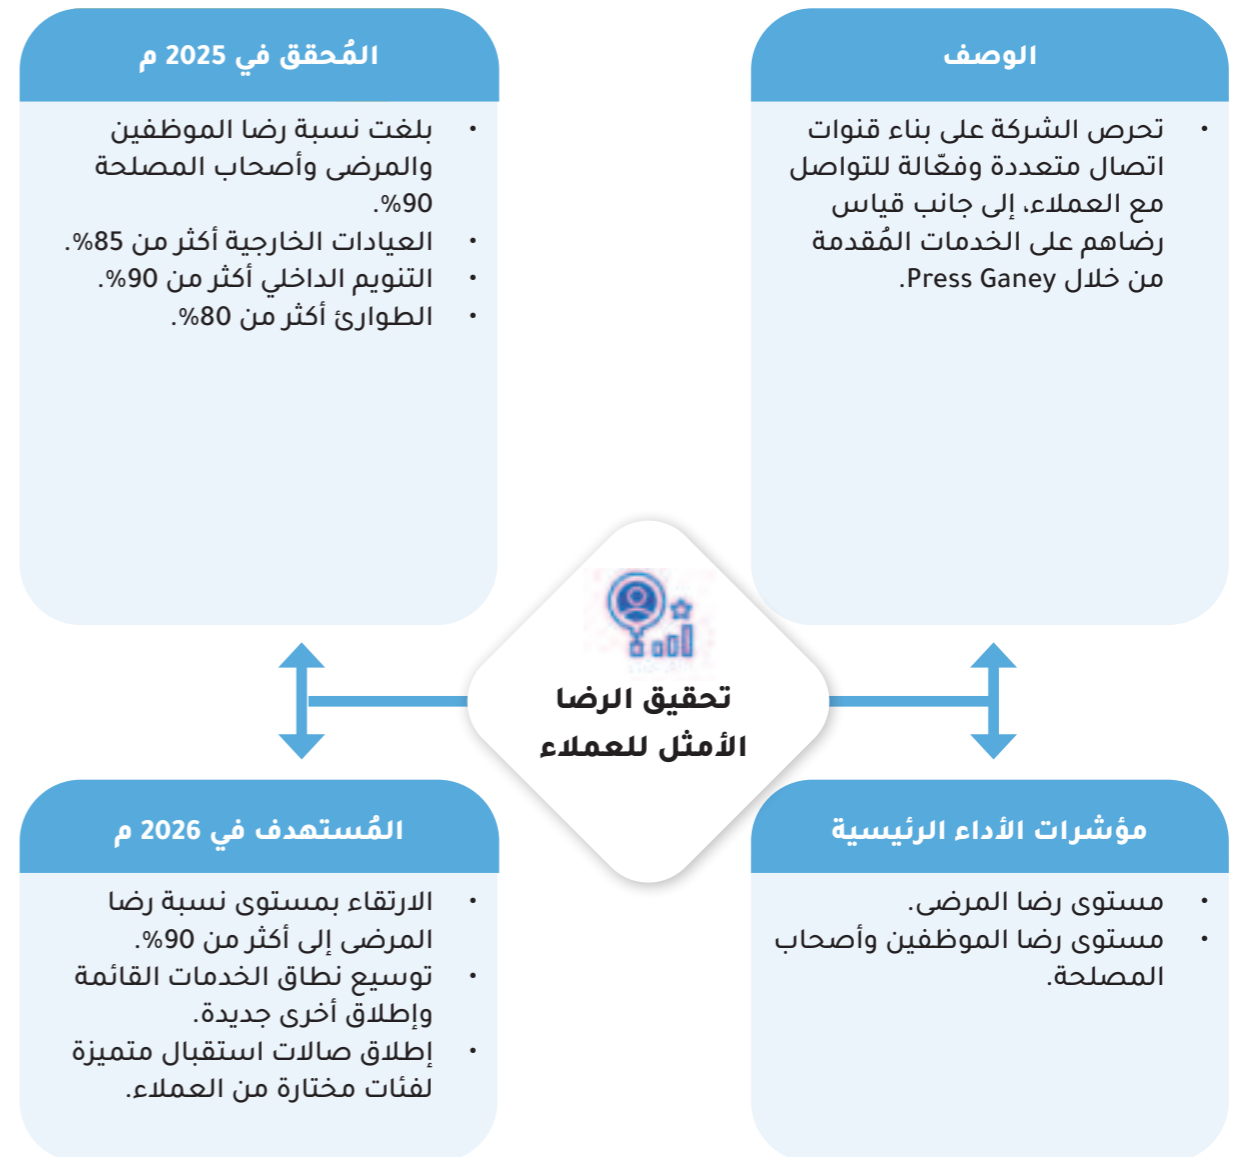 الوصف
• تحرص الشركة على بناء قنوات
اتصال متعددة وفعّالة للتواصل
مع العملاء، إلى جانب قياس
رضاهم على الخدمات المُقدمة
من خلال Press Ganey.
المُحقق في 2025 م
• بلغت نسبة رضا الموظفين
والمرضى وأصحاب المصلحة
90%.
• العيادات الخارجية أكثر من 85%.
• التنويم الداخلي أكثر من 90%.
• الطوارئ أكثر من 80%.
تحقيق الرضا
الأمثل للعملاء
مؤشرات الأداء الرئيسية
• مستوى رضا المرضى.
• مستوى رضا الموظفين وأصحاب
المصلحة.
المُستهدف في 2026 م
• الارتقاء بمستوى نسبة رضا
المرضى إلى أكثر من 90%.
• توسيع نطاق الخدمات القائمة
وإطلاق أخرى جديدة.
• إطلاق صالات استقبال متميزة
لفئات مختارة من العملاء.